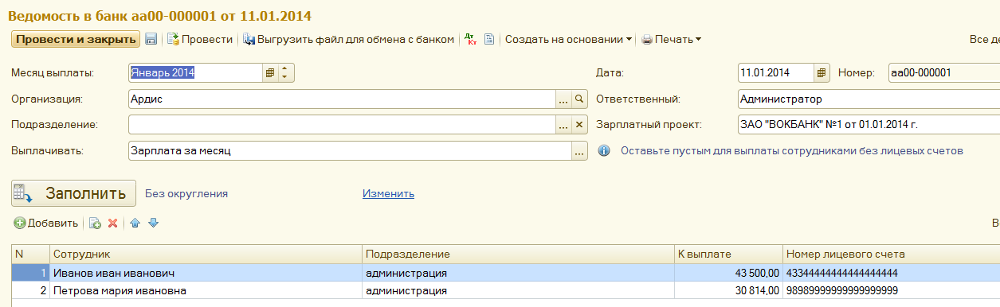 Ведомость в банк аа00-000001 от 11.01.2014
Провести и закрыть Провести Выгрузить файл для обмена с банком Дт Кт Создать на основании Печать Все
Месяц выплаты: Январь 2014 Дата: 11.01.2014 Номер: аа00-000001
Организация: Ардис ... Ответственный: Администратор
Подразделение: ... Зарплатный проект: ЗАО "ВОКБАНК" №1 от 01.01.2014 г.
Выплачивать: Зарплата за месяц ... Оставьте пустым для выплаты сотрудниками без лицевых счетов
Заполнить Без округления Изменить
Добавить
N Сотрудник Подразделение К выплате Номер лицевого счета
1 Иванов иван иванович администрация 43 500,00 43344444444444444444
2 Петрова мария ивановна администрация 30 814,00 98989999999999999999